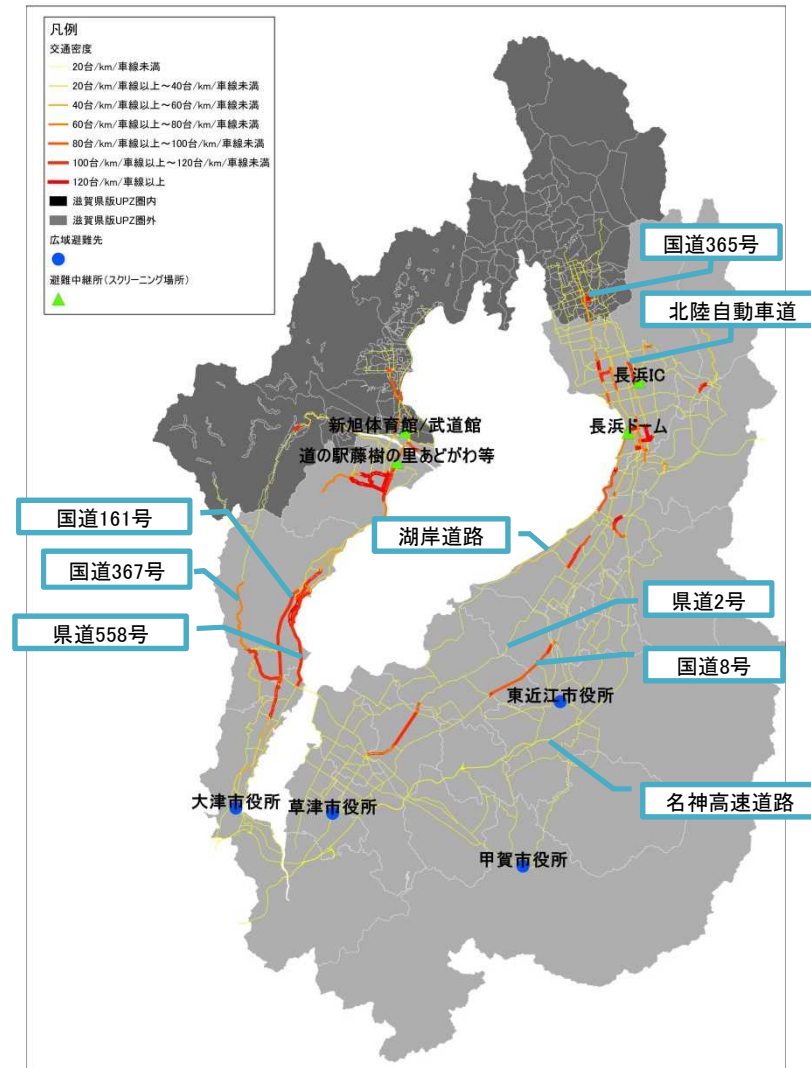 凡例
交通密度
20台/km/車線未満
20台/km/車線以上～40台/km/車線未満
40台/km/車線以上～60台/km/車線未満
60台/km/車線以上～80台/km/車線未満
80台/km/車線以上～100台/km/車線未満
100台/km/車線以上～120台/km/車線未満
120台/km/車線以上
滋賀県版UPZ圏内
滋賀県版UPZ圏外
広域避難先
避難中継所(スクリーニング場所)
国道365号
北陸自動車道
長浜IC
新旭体育館/武道館
長浜ドーム
道の駅藤樹の里あどがわ等
国道161号
湖岸道路
国道367号
県道2号
県道558号
国道8号
東近江市役所
名神高速道路
大津市役所
草津市役所
甲賀市役所